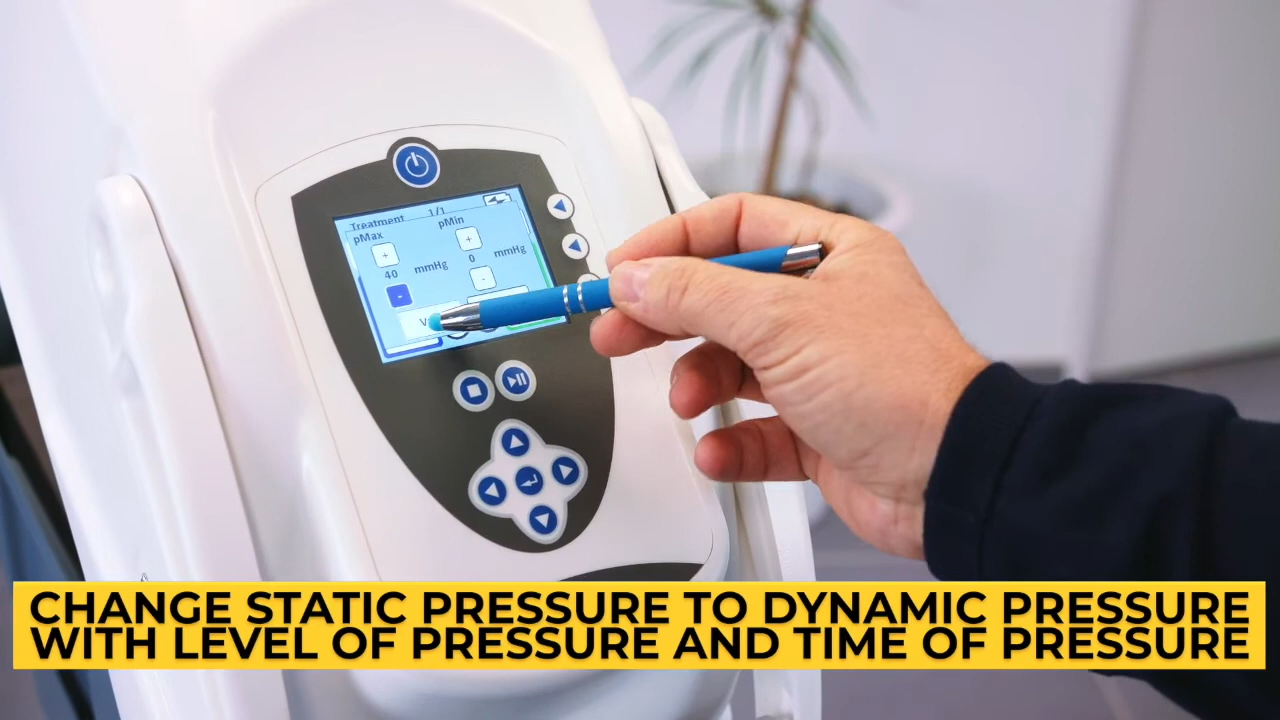 Treatment 1/1
pMax pMin
+ +
40 mmHg 0 mmHg
- -
CHANGE STATIC PRESSURE TO DYNAMIC PRESSURE
WITH LEVEL OF PRESSURE AND TIME OF PRESSURE